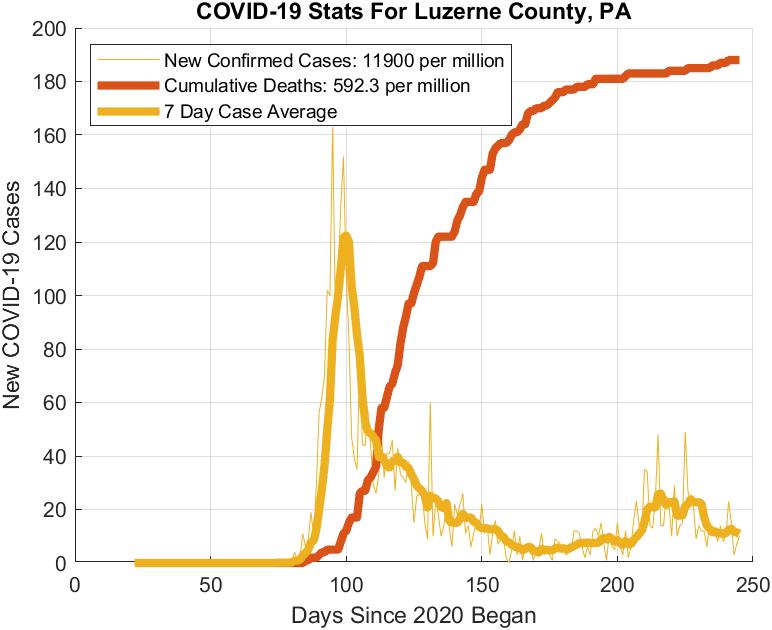 COVID-19 Stats For Luzerne County, PA
New Confirmed Cases: 11900 per million
Cumulative Deaths: 592.3 per million
7 Day Case Average
New COVID-19 Cases
200
180
160
140
120
100
80
60
40
20
0
0 50 100 150 200 250
Days Since 2020 Began